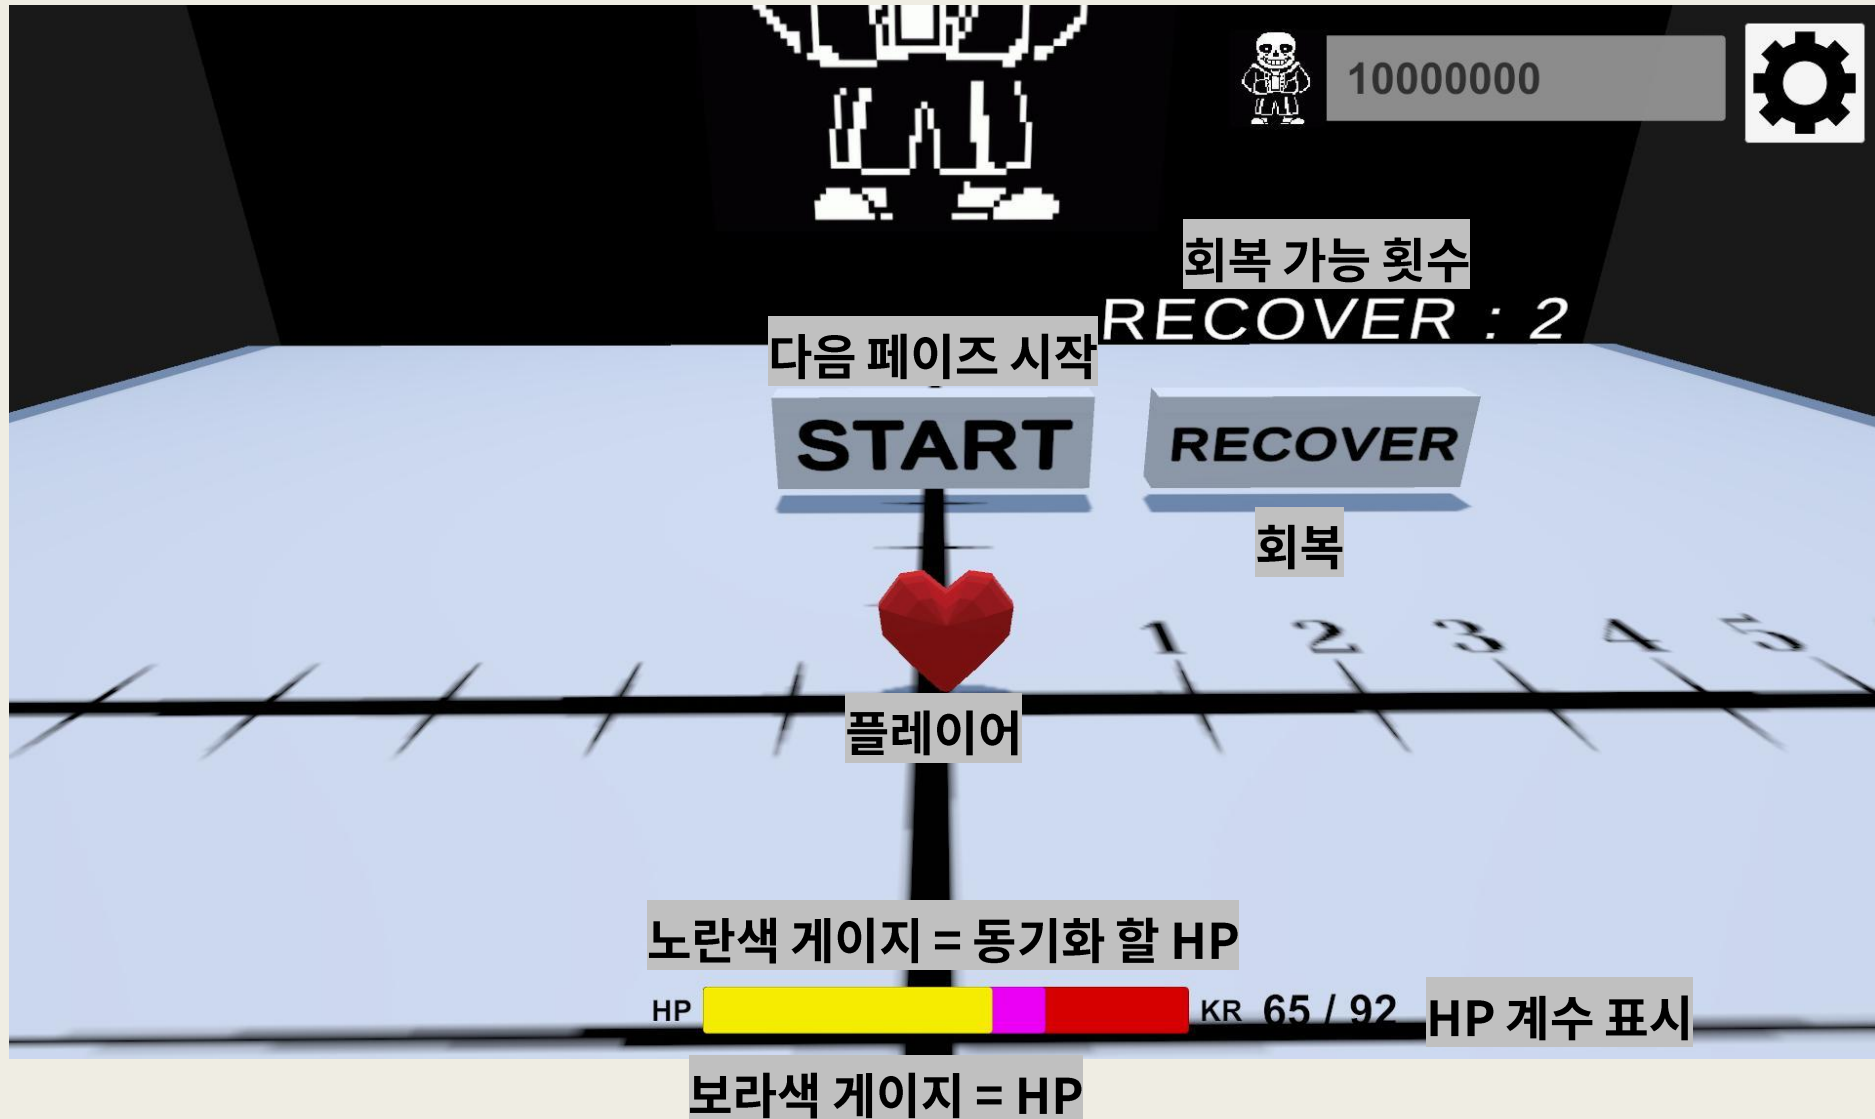 10000000
회복 가능 횟수
RECOVER : 2
다음 페이즈 시작
START
RECOVER
회복
1 2 3 4 5
플레이어
노란색 게이지 = 동기화 할 HP
HP KR 65 / 92 HP 계수 표시
보라색 게이지 = HP